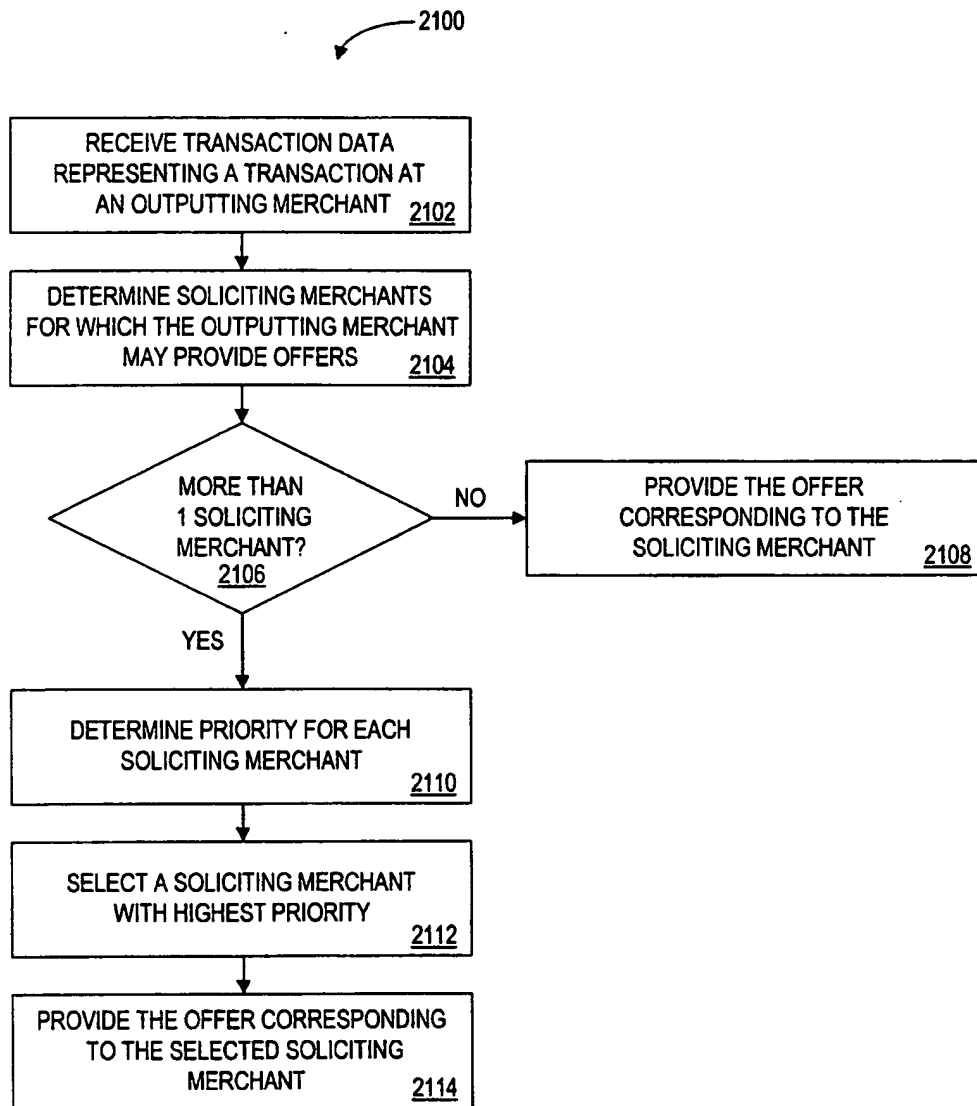 2100
RECEIVE TRANSACTION DATA
REPRESENTING A TRANSACTION AT
AN OUTPUTTING MERCHANT
2102
DETERMINE SOLICITING MERCHANTS
FOR WHICH THE OUTPUTTING MERCHANT
MAY PROVIDE OFFERS
2104
MORE THAN
1 SOLICITING
MERCHANT?
2106
NO
PROVIDE THE OFFER
CORRESPONDING TO THE
SOLICITING MERCHANT
2108
YES
DETERMINE PRIORITY FOR EACH
SOLICITING MERCHANT
2110
SELECT A SOLICITING MERCHANT
WITH HIGHEST PRIORITY
2112
PROVIDE THE OFFER CORRESPONDING
TO THE SELECTED SOLICITING
MERCHANT
2114